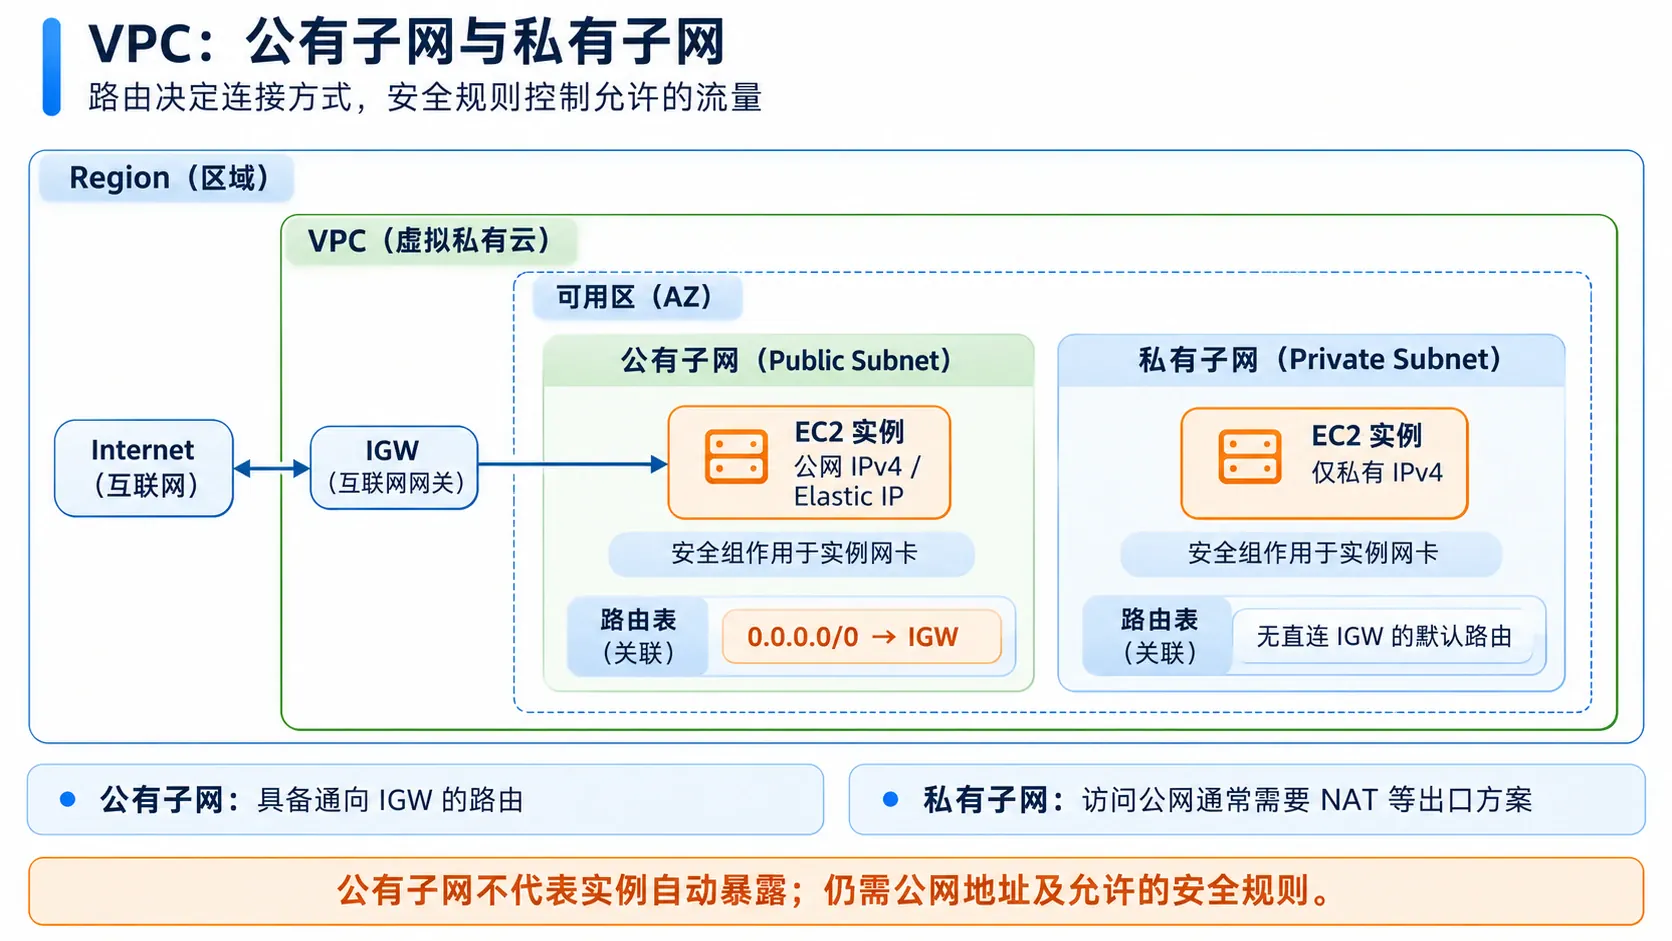 VPC：公有子网与私有子网
路由决定连接方式，安全规则控制允许的流量
Region（区域）
VPC（虚拟私有云）
可用区（AZ）
公有子网（Public Subnet）
私有子网（Private Subnet）
Internet
（互联网）
IGW
（互联网网关）
EC2 实例
公网 IPv4 /
Elastic IP
安全组作用于实例网卡
路由表
（关联）
0.0.0.0/0 → IGW
EC2 实例
仅私有 IPv4
安全组作用于实例网卡
路由表
（关联）
无直连 IGW 的默认路由
● 公有子网：具备通向 IGW 的路由
● 私有子网：访问公网通常需要 NAT 等出口方案
公有子网不代表实例自动暴露；仍需公网地址及允许的安全规则。